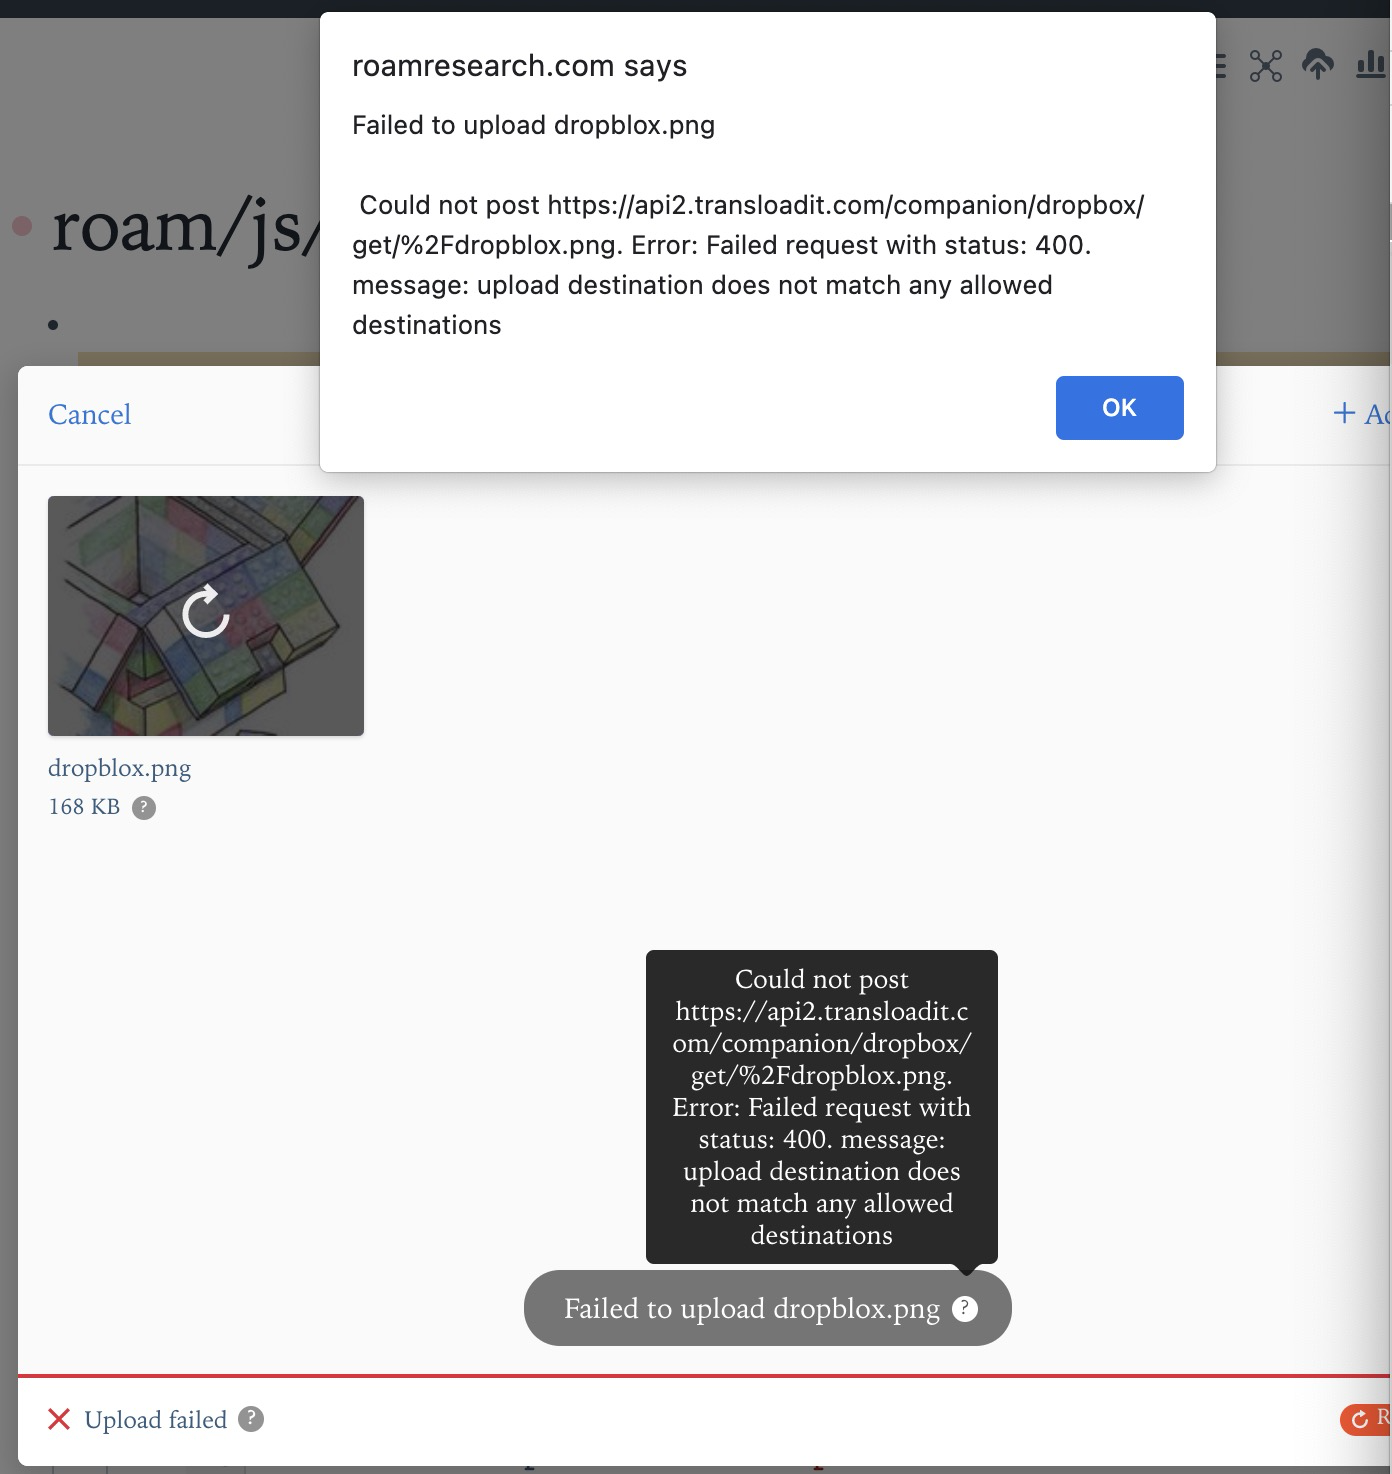 roamresearch.com says
Failed to upload dropblox.png
Could not post https://api2.transloadit.com/companion/dropbox/
get/%2Fdropblox.png. Error: Failed request with status: 400.
message: upload destination does not match any allowed
destinations
OK
roam/js/
Cancel
+ Ad
dropblox.png
168 KB ?
Could not post
https://api2.transloadit.c
om/companion/dropbox/
get/%2Fdropblox.png.
Error: Failed request with
status: 400. message:
upload destination does
not match any allowed
destinations
Failed to upload dropblox.png ?
Upload failed ?
R